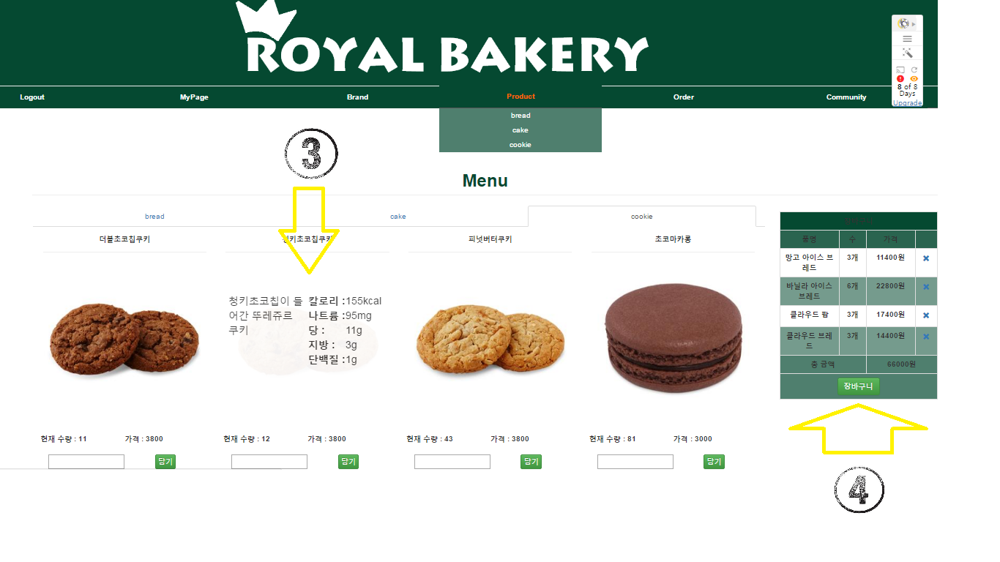 ROYAL BAKERY
Logout
MyPage
Brand
Product
Order
Community
8 of 8
Days
Upgrade
bread
cake
cookie
3
Menu
bread
cake
cookie
더블초코칩쿠키
청키초코칩쿠키
피넛버터쿠키
초코마카롱
청키초코칩이 들
어간 뚜레쥬르
쿠키
칼로리 :155kcal
나트륨 :95mg
당 : 11g
지방 : 3g
단백질 :1g
현재 수량 : 11 가격 : 3800
현재 수량 : 12 가격 : 3800
현재 수량 : 43 가격 : 3800
현재 수량 : 81 가격 : 3000
담기
담기
담기
담기
품명 수 가격
망고 아이스 브 3개 11400원
레드
바닐라 아이스 6개 22800원
브레드
클라우드 팜 3개 17400원
클라우드 브레 3개 14400원
드
총 금액 66000원
장바구니
4